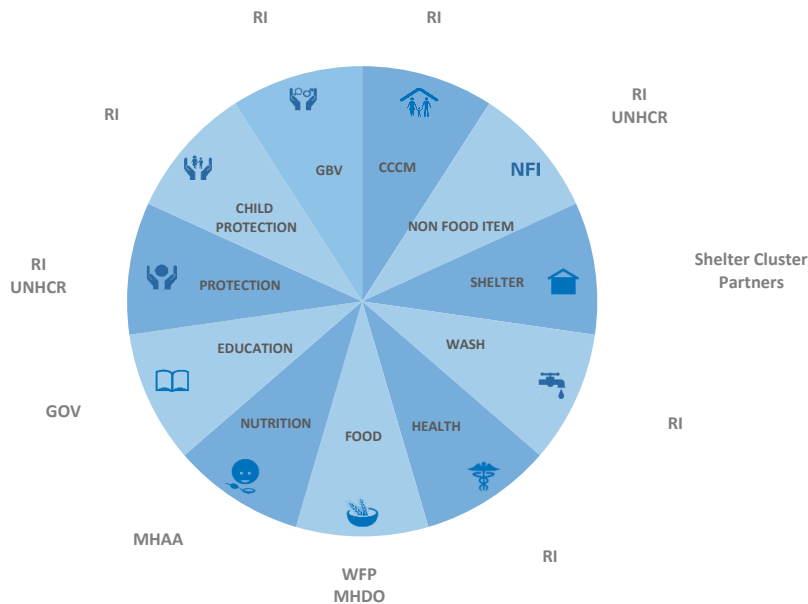 RI
RI
RI
RI
UNHCR
GBV
CCCM
NFI
CHILD
PROTECTION
NON FOOD ITEM
RI
UNHCR
PROTECTION
SHELTER
Shelter Cluster
Partners
EDUCATION
WASH
GOV
NUTRITION
FOOD
HEALTH
RI
MHAA
RI
WFP
MHDO